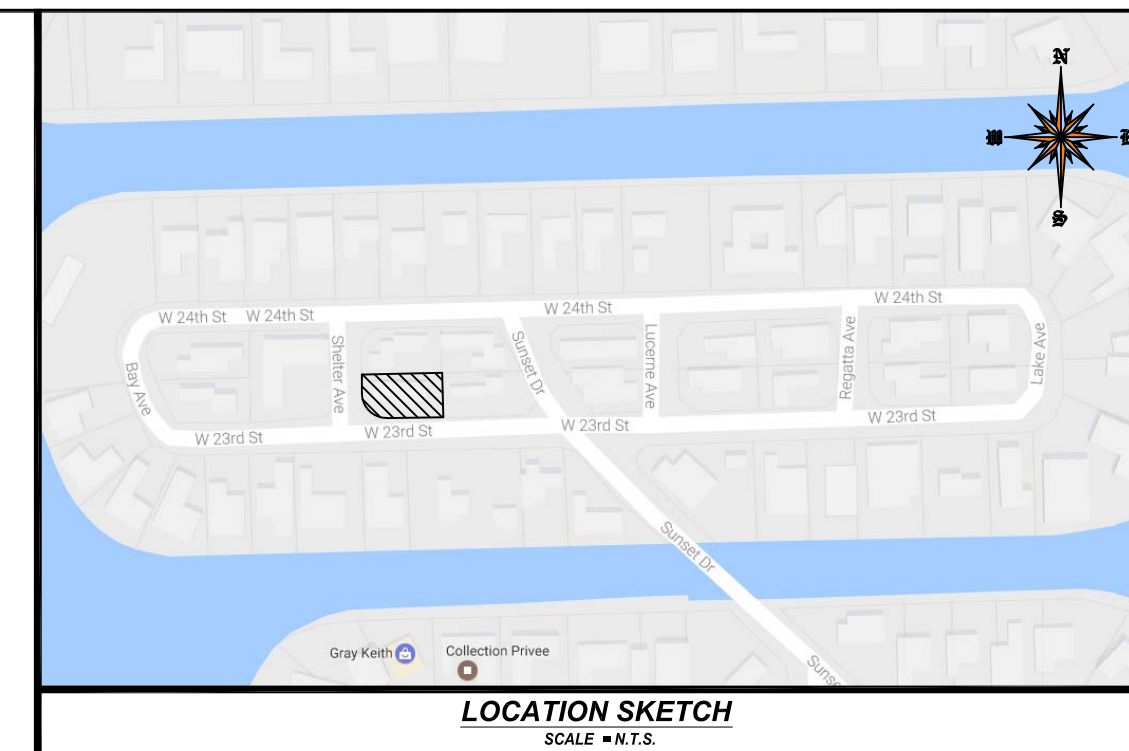 N
W
E
S
W 24th St
W 24th St
W 24th St
W 24th St
Shelter Ave
Sunset Dr
Lucerne Ave
Regatta Ave
Lake Ave
Bay Ave
W 23rd St
W 23rd St
W 23rd St
W 23rd St
Sunset Dr
Gray Keith
Collection Privee
Sunse
LOCATION SKETCH
SCALE = N.T.S.